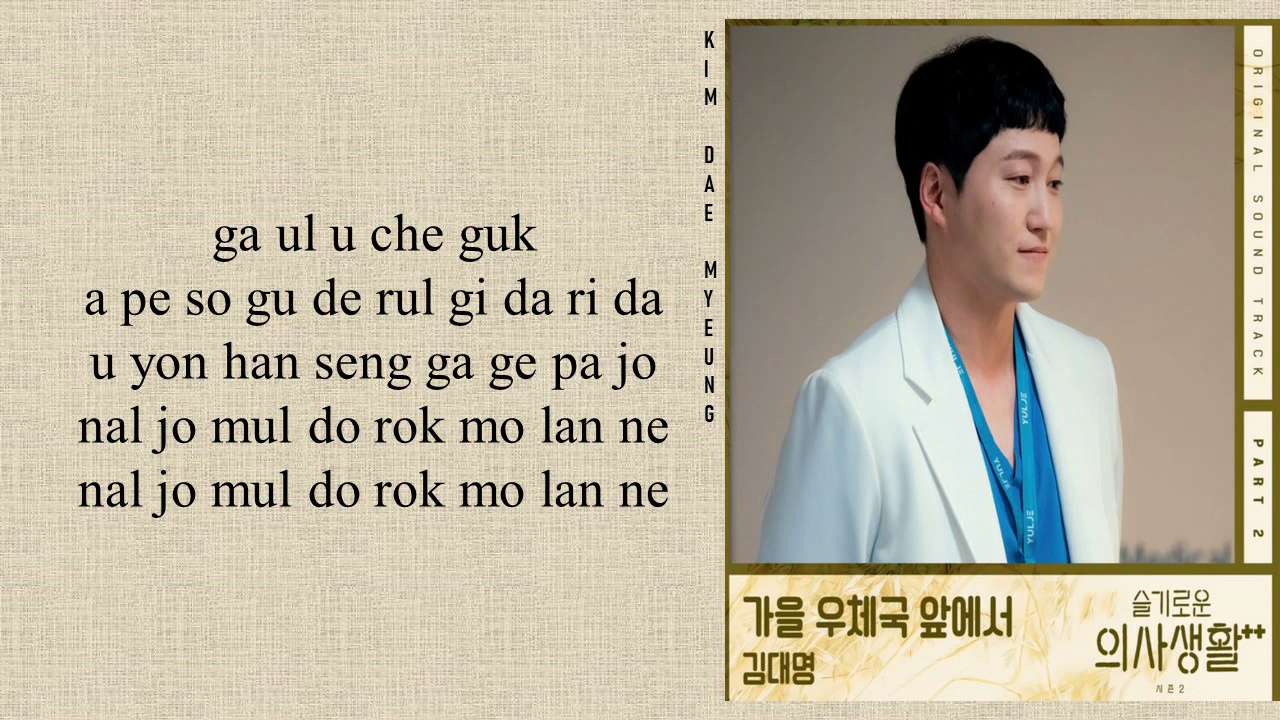 ga ul u che guk
a pe so gu de rul gi da ri da
u yon han seng ga ge pa jo
nal jo mul do rok mo lan ne
nal jo mul do rok mo lan ne
KIM DAE MYEUNG
ORIGINAL SOUND TRACK
PART 2
YULJE
YULJE
YULJE
가을 우체국 앞에서
김대명
슬기로운
의사생활++
시즌2